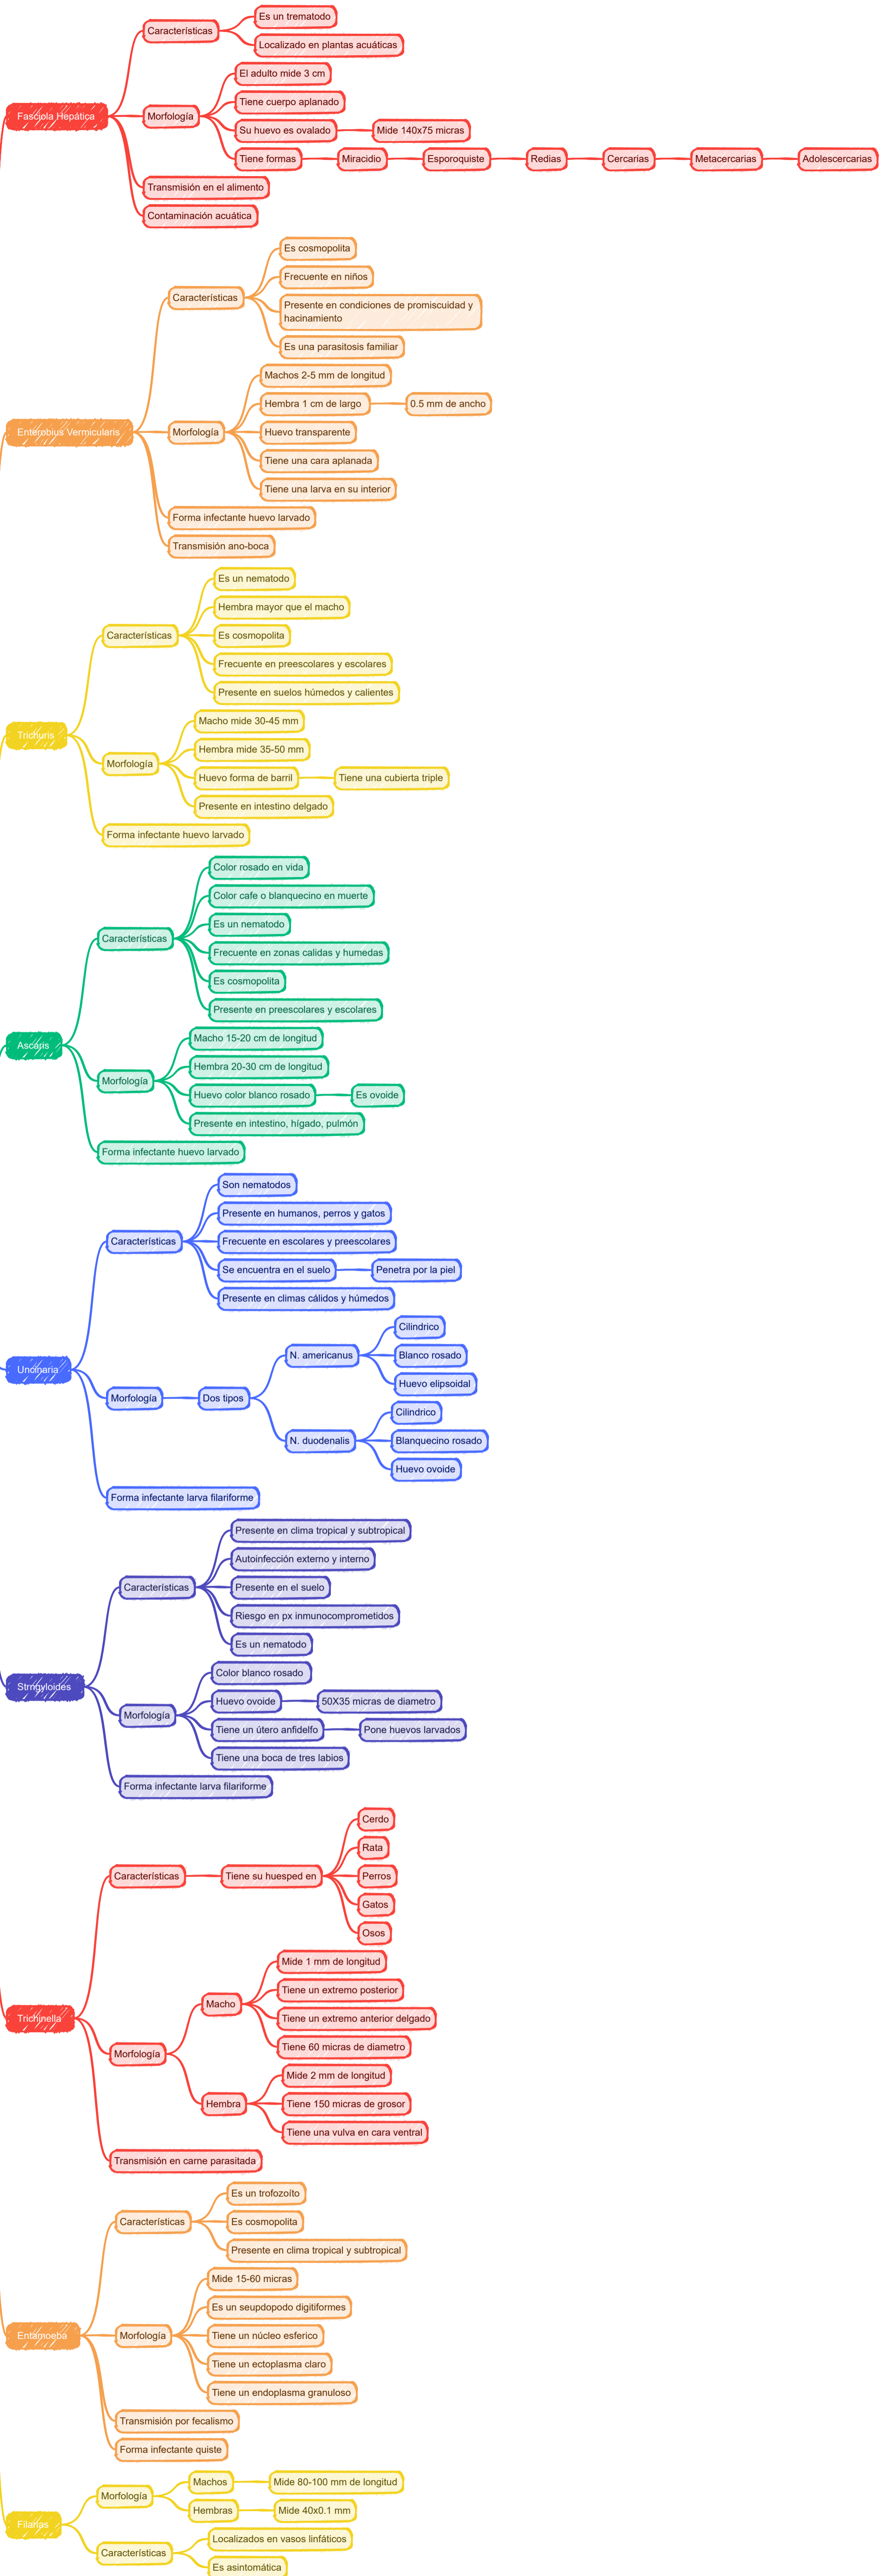 Fasciola Hepática
Características
Es un trematodo
Localizado en plantas acuáticas
Morfología
El adulto mide 3 cm
Tiene cuerpo aplanado
Su huevo es ovalado
Mide 140x75 micras
Tiene formas
Miracidio
Esporoquiste
Redias
Cercarias
Metacercarias
Adolescercarias
Transmisión en el alimento
Contaminación acuática
Enterobius Vermicularis
Características
Es cosmopolita
Frecuente en niños
Presente en condiciones de promiscuidad y
hacinamiento
Es una parasitosis familiar
Morfología
Machos 2-5 mm de longitud
Hembra 1 cm de largo
0.5 mm de ancho
Huevo transparente
Tiene una cara aplanada
Tiene una larva en su interior
Forma infectante huevo larvado
Transmisión ano-boca
Trichuris
Características
Es un nematodo
Hembra mayor que el macho
Es cosmopolita
Frecuente en preescolares y escolares
Presente en suelos húmedos y calientes
Morfología
Macho mide 30-45 mm
Hembra mide 35-50 mm
Huevo forma de barril
Tiene una cubierta triple
Presente en intestino delgado
Forma infectante huevo larvado
Ascaris
Características
Color rosado en vida
Color cafe o blanquecino en muerte
Es un nematodo
Frecuente en zonas calidas y humedas
Es cosmopolita
Presente en preescolares y escolares
Morfología
Macho 15-20 cm de longitud
Hembra 20-30 cm de longitud
Huevo color blanco rosado
Es ovoide
Presente en intestino, hígado, pulmón
Forma infectante huevo larvado
Uncinaria
Características
Son nematodos
Presente en humanos, perros y gatos
Frecuente en escolares y preescolares
Se encuentra en el suelo
Penetra por la piel
Presente en climas cálidos y húmedos
Morfología
Dos tipos
N. americanus
Cilindrico
Blanco rosado
Huevo elipsoidal
N. duodenalis
Cilindrico
Blanquecino rosado
Huevo ovoide
Forma infectante larva filariforme
Strngyloides
Características
Presente en clima tropical y subtropical
Autoinfección externo y interno
Presente en el suelo
Riesgo en px inmunocomprometidos
Es un nematodo
Morfología
Color blanco rosado
Huevo ovoide
50X35 micras de diametro
Tiene un útero anfidelfo
Pone huevos larvados
Tiene una boca de tres labios
Forma infectante larva filariforme
Trichinella
Características
Tiene su huesped en
Cerdo
Rata
Perros
Gatos
Osos
Morfología
Macho
Mide 1 mm de longitud
Tiene un extremo posterior
Tiene un extremo anterior delgado
Tiene 60 micras de diametro
Hembra
Mide 2 mm de longitud
Tiene 150 micras de grosor
Tiene una vulva en cara ventral
Transmisión en carne parasitada
Entamoeba
Características
Es un trofozoíto
Es cosmopolita
Presente en clima tropical y subtropical
Morfología
Mide 15-60 micras
Es un seupdopodo digitiformes
Tiene un núcleo esferico
Tiene un ectoplasma claro
Tiene un endoplasma granuloso
Transmisión por fecalismo
Forma infectante quiste
Filarias
Morfología
Machos
Mide 80-100 mm de longitud
Hembras
Mide 40x0.1 mm
Características
Localizados en vasos linfáticos
Es asintomática